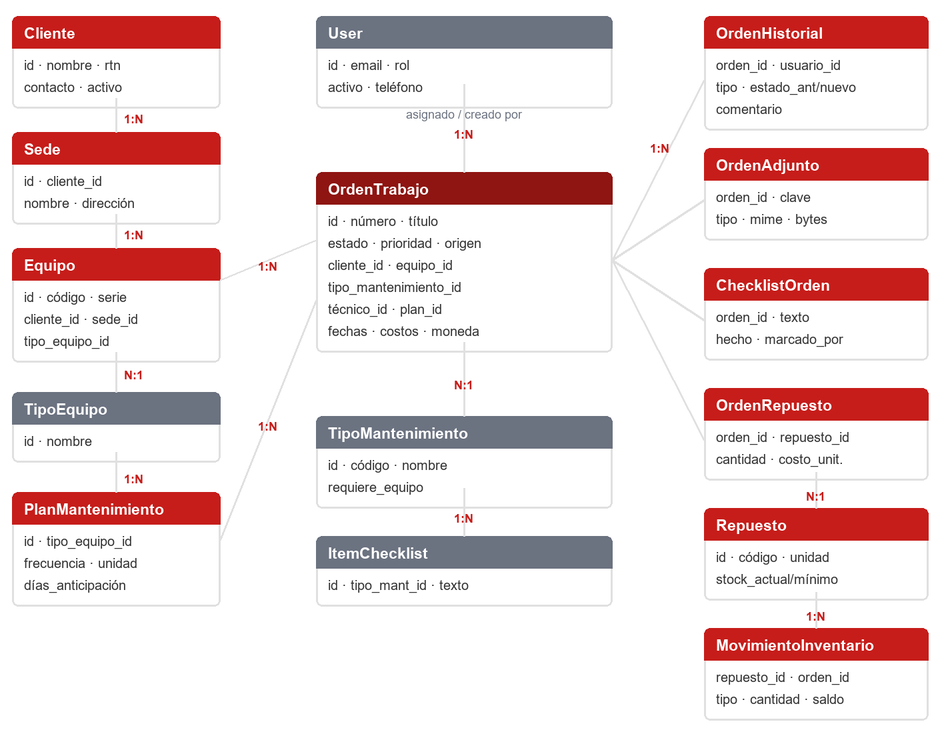 Cliente
id · nombre · rtn
contacto · activo
1:N
Sede
id · cliente_id
nombre · dirección
1:N
Equipo
id · código · serie
cliente_id · sede_id
tipo_equipo_id
N:1
TipoEquipo
id · nombre
1:N
PlanMantenimiento
id · tipo_equipo_id
frecuencia · unidad
días_anticipación
1:N
1:N
User
id · email · rol
activo · teléfono
asignado / creado por
1:N
OrdenTrabajo
id · número · título
estado · prioridad · origen
cliente_id · equipo_id
tipo_mantenimiento_id
técnico_id · plan_id
fechas · costos · moneda
N:1
TipoMantenimiento
id · código · nombre
requiere_equipo
1:N
ItemChecklist
id · tipo_mant_id · texto
1:N
OrdenHistorial
orden_id · usuario_id
tipo · estado_ant/nuevo
comentario
OrdenAdjunto
orden_id · clave
tipo · mime · bytes
ChecklistOrden
orden_id · texto
hecho · marcado_por
OrdenRepuesto
orden_id · repuesto_id
cantidad · costo_unit.
N:1
Repuesto
id · código · unidad
stock_actual/mínimo
1:N
MovimientoInventario
repuesto_id · orden_id
tipo · cantidad · saldo